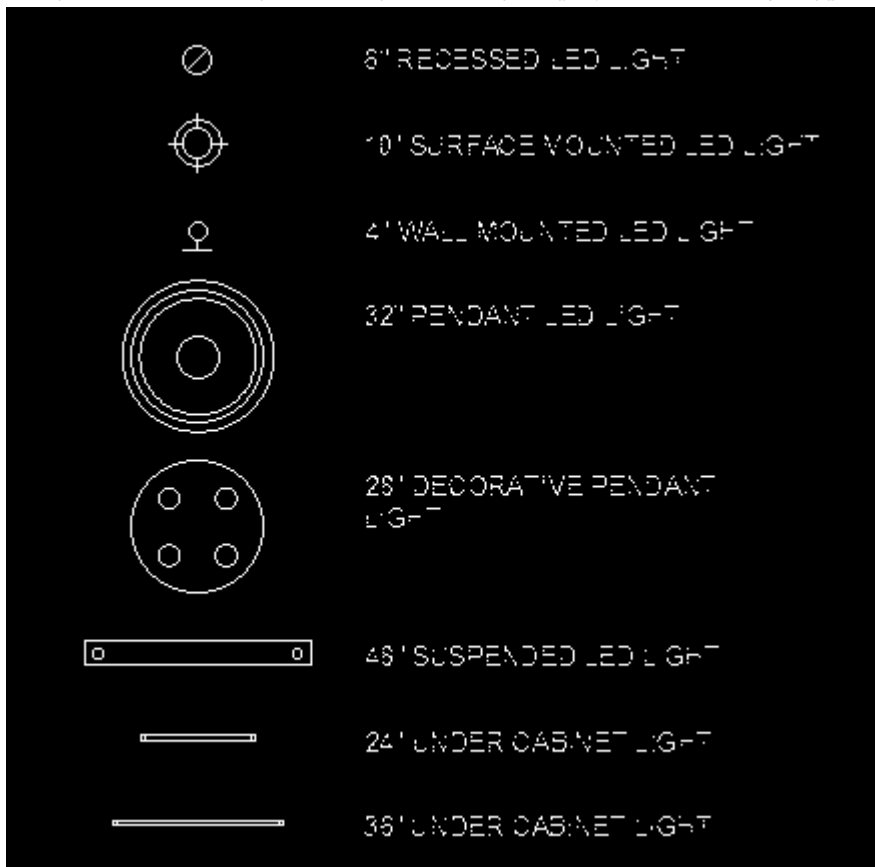 6" RECESSED LED LIGHT
10" SURFACE MOUNTED LED LIGHT
4" WALL MOUNTED LED LIGHT
32" PENDANT LED LIGHT
28" DECORATIVE PENDANT
LIGHT
48" SUSPENDED LED LIGHT
24" UNDER CABINET LIGHT
36" UNDER CABINET LIGHT